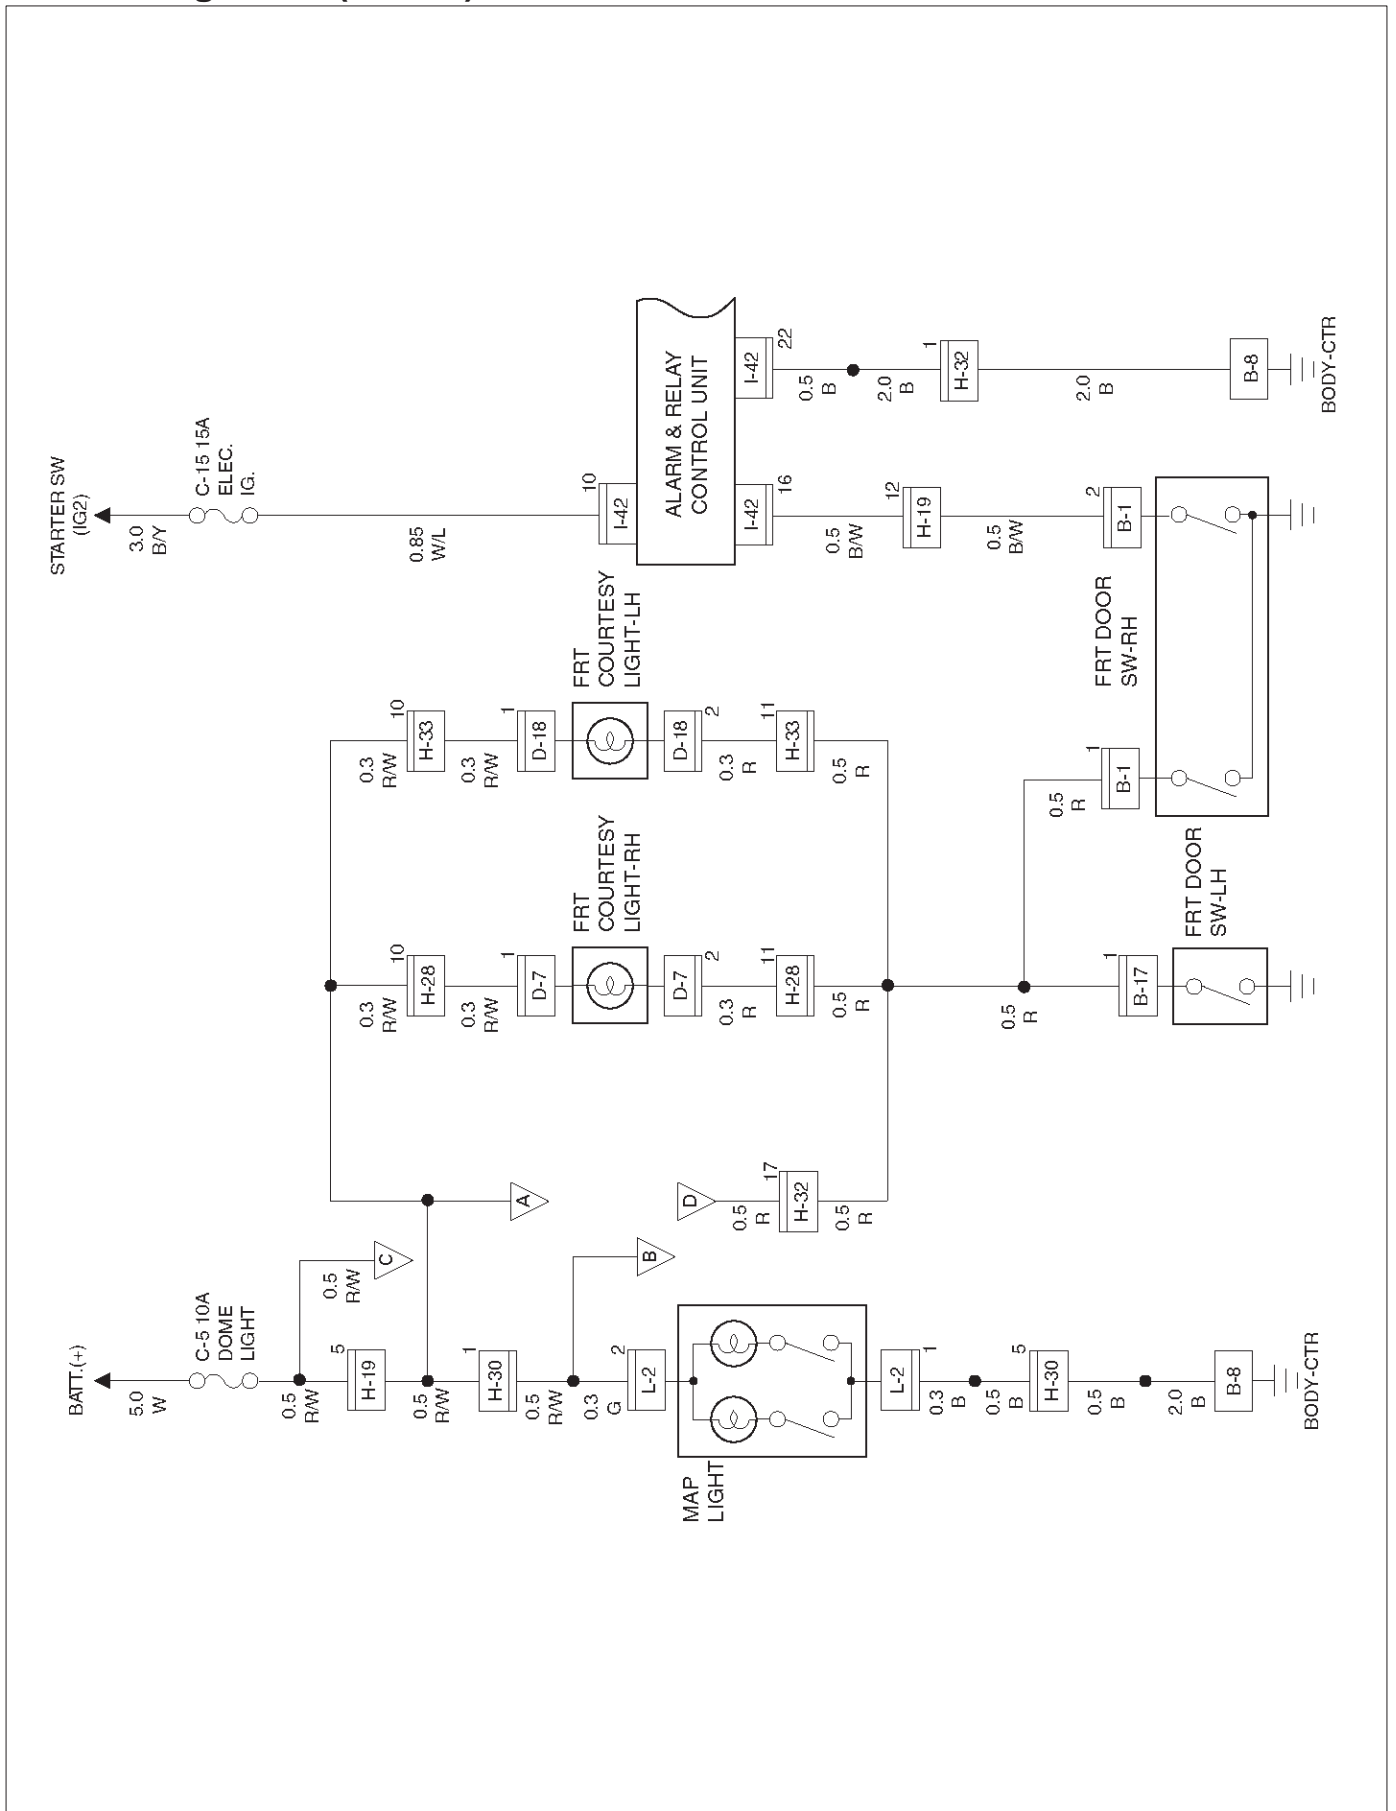 BATT.(+)
5.0
W
C-5 10A
DOME
LIGHT
0.5
R/W
0.5
R/W
C
5
H-19
0.5
R/W
1
H-30
0.5
R/W
B
0.3
G
2
L-2
MAP
LIGHT
L-2
1
0.3
B
0.5
B
5
H-30
0.5
B
2.0
B
B-8
BODY-CTR
A
D
0.5
R
17
H-32
0.5
R
0.3
R/W
10
H-28
0.3
R/W
1
D-7
FRT
COURTESY
LIGHT-RH
D-7
2
0.3
R
11
H-28
0.5
R
0.5
R
1
B-17
FRT DOOR
SW-LH
0.3
R/W
10
H-33
0.3
R/W
1
D-18
FRT
COURTESY
LIGHT-LH
D-18
2
0.3
R
11
H-33
0.5
R
0.5
R
1
B-1
FRT DOOR
SW-RH
STARTER SW
(IG2)
3.0
B/Y
C-15 15A
ELEC.
IG.
0.85
W/L
10
I-42
ALARM & RELAY
CONTROL UNIT
I-42
16
0.5
B/W
12
H-19
0.5
B/W
2
B-1
I-42
22
0.5
B
2.0
B
1
H-32
2.0
B
B-8
BODY-CTR